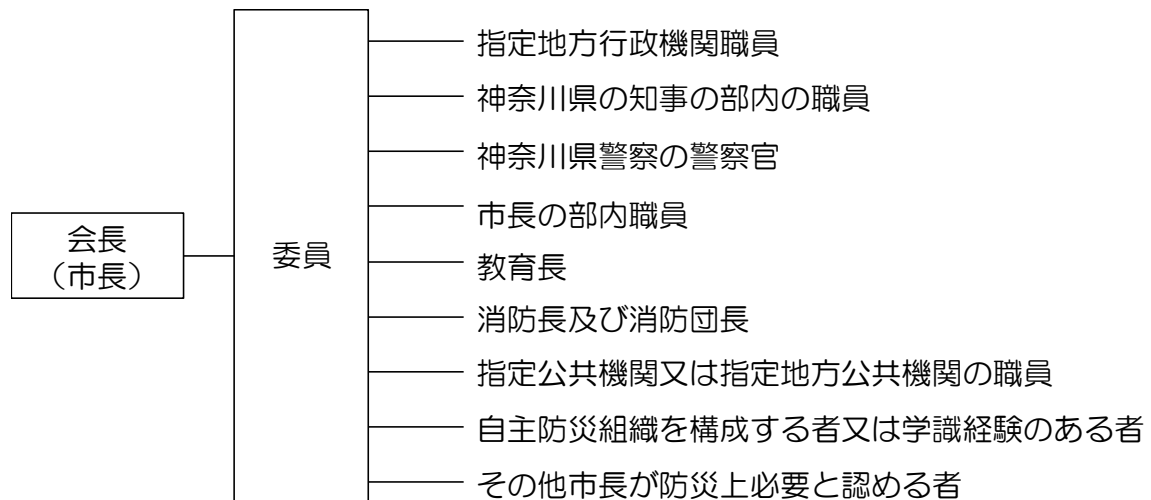 会長
（市長）
委員
指定地方行政機関職員
神奈川県の知事の部内の職員
神奈川県警察の警察官
市長の部内職員
教育長
消防長及び消防団長
指定公共機関又は指定地方公共機関の職員
自主防災組織を構成する者又は学識経験のある者
その他市長が防災上必要と認める者